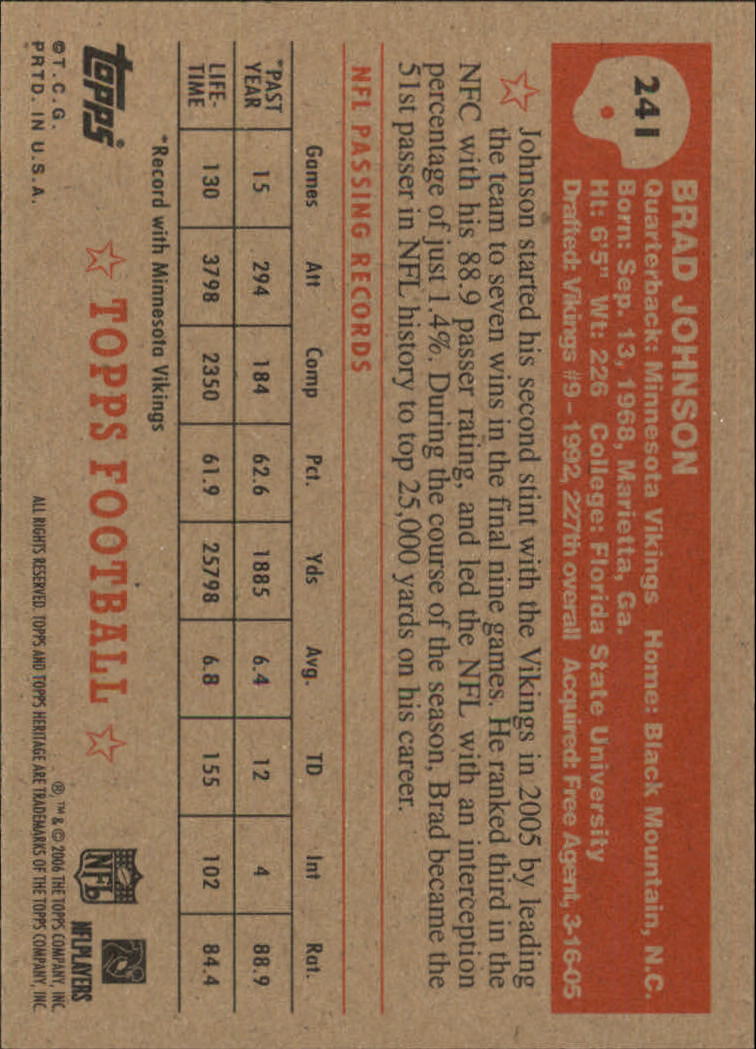 241
BRAD JOHNSON
Quarterback: Minnesota Vikings Home: Black Mountain, N.C.
Born: Sep. 13, 1968, Marietta, Ga.
Ht: 6'5" Wt: 226 College: Florida State University
Drafted: Vikings #9 – 1992, 227th overall Acquired: Free Agent, 3-16-05
Johnson started his second stint with the Vikings in 2005 by leading
the team to seven wins in the final nine games. He ranked third in the
NFC with his 88.9 passer rating, and led the NFL with an interception
percentage of just 1.4%. During the course of the season, Brad became the
51st passer in NFL history to top 25,000 yards on his career.
NFL PASSING RECORDS
Games Att Comp Pct. Yds Avg. TD Int Rat.
*PAST YEAR 15 294 184 62.6 1885 6.4 12 4 88.9
LIFE-TIME 130 3798 2350 61.9 25798 6.8 155 102 84.4
*Record with Minnesota Vikings
topps®
TOPPS FOOTBALL
NFL
NFLPLAYERS
©T.C.G.
PRTD. IN U.S.A.
®, ™ & © 2006 THE TOPPS COMPANY, INC.
ALL RIGHTS RESERVED. TOPPS AND TOPPS HERITAGE ARE TRADEMARKS OF THE TOPPS COMPANY, INC.